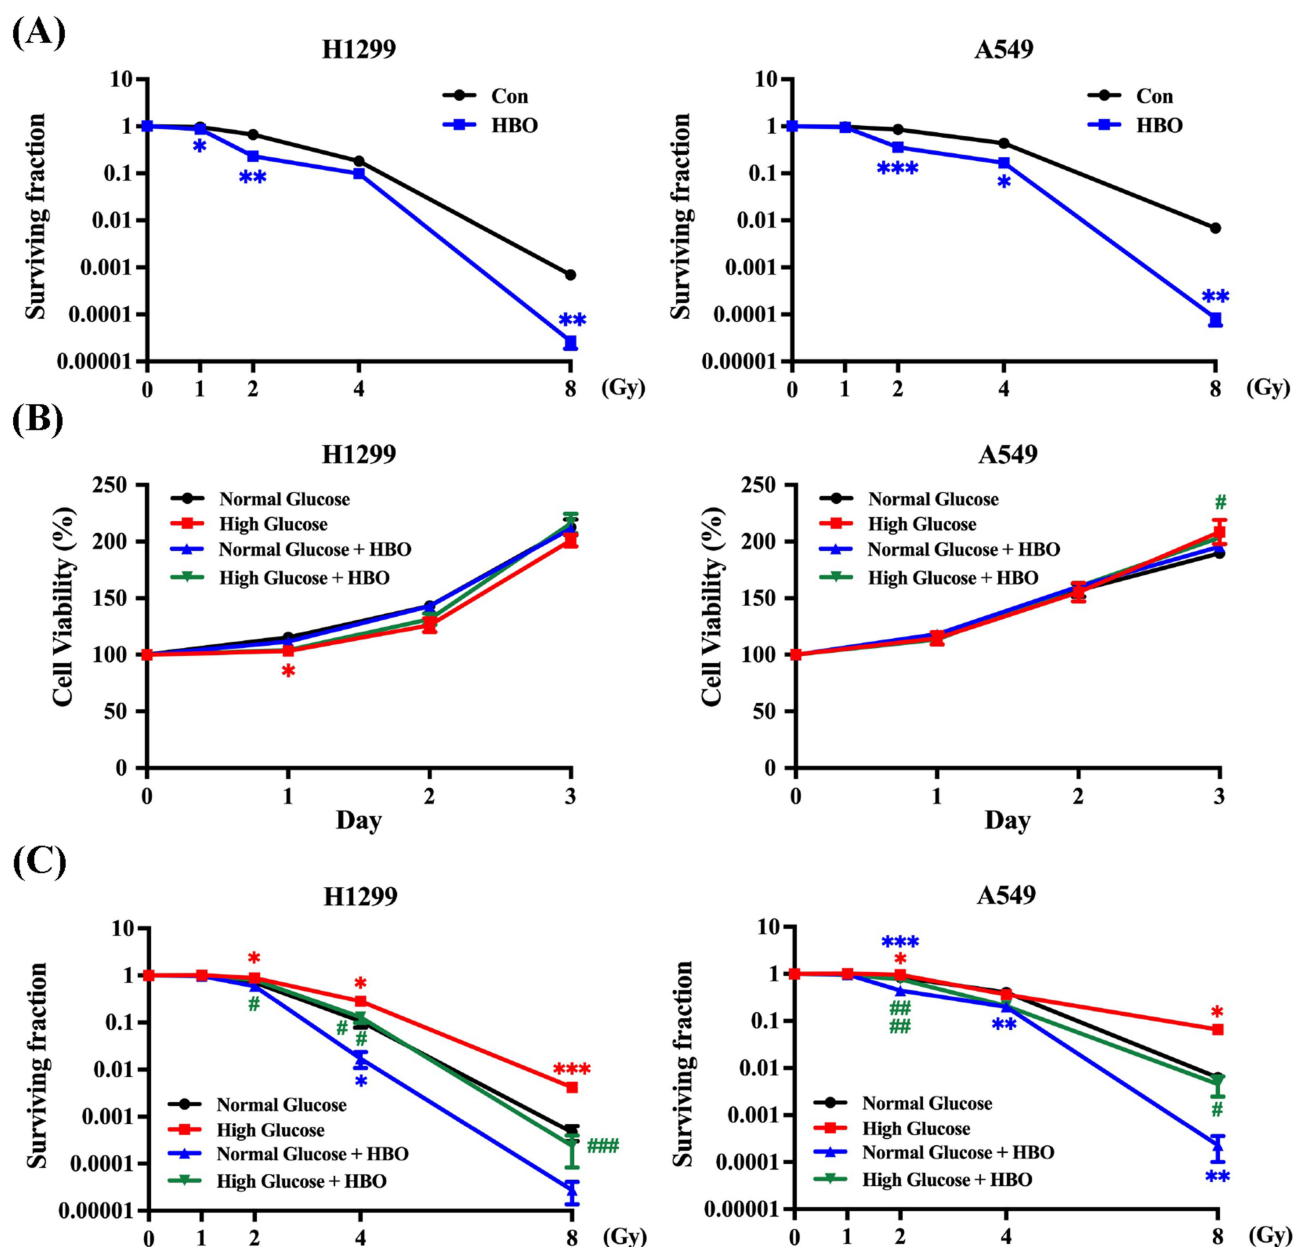 (A)
H1299
10
1
0.1
0.01
0.001
0.0001
0.00001
Surviving fraction
Con
HBO
*
**
**
0 1 2 4 8 (Gy)
A549
10
1
0.1
0.01
0.001
0.0001
0.00001
Surviving fraction
Con
HBO
***
*
**
0 1 2 4 8 (Gy)
(B)
H1299
250
200
150
100
50
0
Cell Viability (%)
Normal Glucose
High Glucose
Normal Glucose + HBO
High Glucose + HBO
*
0 1 2 3
Day
A549
250
200
150
100
50
0
Cell Viability (%)
Normal Glucose
High Glucose
Normal Glucose + HBO
High Glucose + HBO
#
0 1 2 3
Day
(C)
H1299
10
1
0.1
0.01
0.001
0.0001
0.00001
Surviving fraction
*
#
*
#
#
*
***
###
Normal Glucose
High Glucose
Normal Glucose + HBO
High Glucose + HBO
0 1 2 4 8 (Gy)
A549
10
1
0.1
0.01
0.001
0.0001
0.00001
Surviving fraction
***
*
##
##
**
*
#
**
Normal Glucose
High Glucose
Normal Glucose + HBO
High Glucose + HBO
0 1 2 4 8 (Gy)